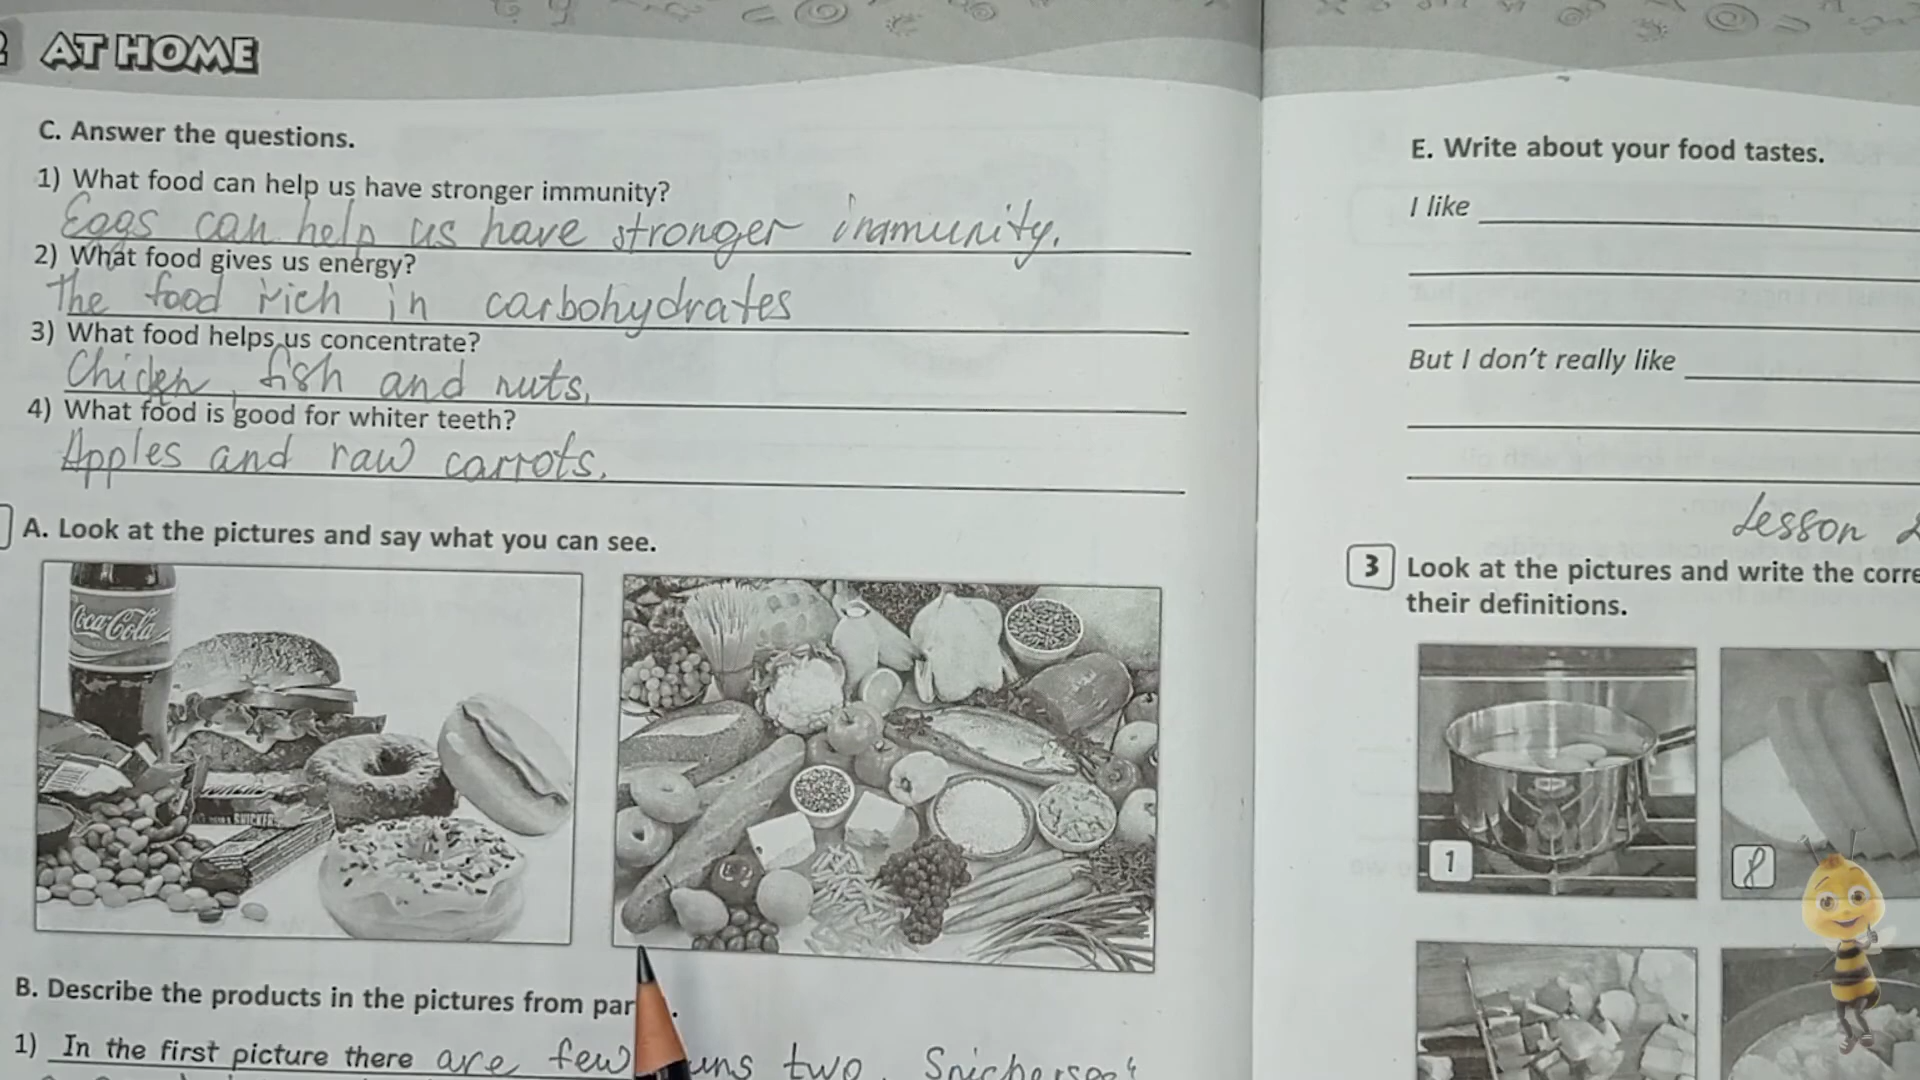 AT HOME
C. Answer the questions.
1) What food can help us have stronger immunity?
Eggs can help us have stronger immunity.
2) What food gives us energy?
The food rich in carbohydrates
3) What food helps us concentrate?
Chicken, fish and nuts.
4) What food is good for whiter teeth?
Apples and raw carrots.
A. Look at the pictures and say what you can see.
Coca-Cola
B. Describe the products in the pictures from par
1) In the first picture there are few two
E. Write about your food tastes.
I like
But I don't really like
Lesson
3 Look at the pictures and write the corre
their definitions.
1
8